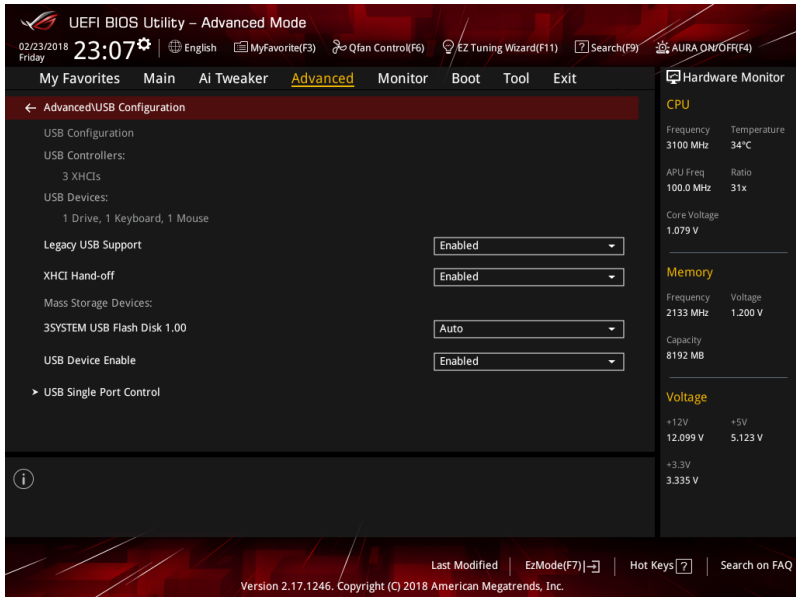 UEFI BIOS Utility – Advanced Mode
02/23/2018 Friday 23:07 English MyFavorite(F3) Qfan Control(F6) EZ Tuning Wizard(F11) ? Search(F9) AURA ON/OFF(F4)
My Favorites Main Ai Tweaker Advanced Monitor Boot Tool Exit
Hardware Monitor
← Advanced\USB Configuration
USB Configuration
USB Controllers:
3 XHCIs
USB Devices:
1 Drive, 1 Keyboard, 1 Mouse
Legacy USB Support Enabled
XHCI Hand-off Enabled
Mass Storage Devices:
3SYSTEM USB Flash Disk 1.00 Auto
USB Device Enable Enabled
USB Single Port Control
CPU
Frequency Temperature
3100 MHz 34°C
APU Freq Ratio
100.0 MHz 31x
Core Voltage
1.079 V
Memory
Frequency Voltage
2133 MHz 1.200 V
Capacity
8192 MB
Voltage
+12V +5V
12.099 V 5.123 V
+3.3V
3.335 V
i
Last Modified EzMode(F7) Hot Keys ? Search on FAQ
Version 2.17.1246. Copyright (C) 2018 American Megatrends, Inc.